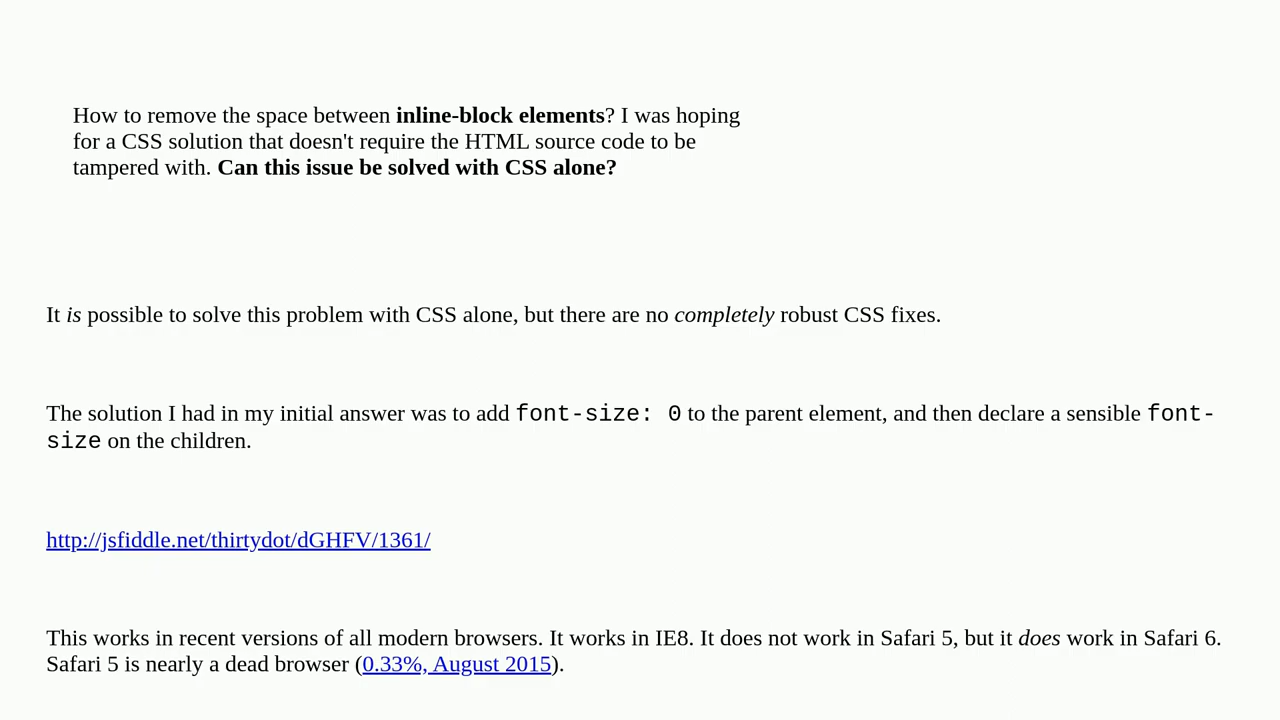 How to remove the space between inline-block elements? I was hoping
for a CSS solution that doesn't require the HTML source code to be
tampered with. Can this issue be solved with CSS alone?
It is possible to solve this problem with CSS alone, but there are no completely robust CSS fixes.
The solution I had in my initial answer was to add font-size: 0 to the parent element, and then declare a sensible font-
size on the children.
http://jsfiddle.net/thirtydot/dGHFV/1361/
This works in recent versions of all modern browsers. It works in IE8. It does not work in Safari 5, but it does work in Safari 6.
Safari 5 is nearly a dead browser (0.33%, August 2015).